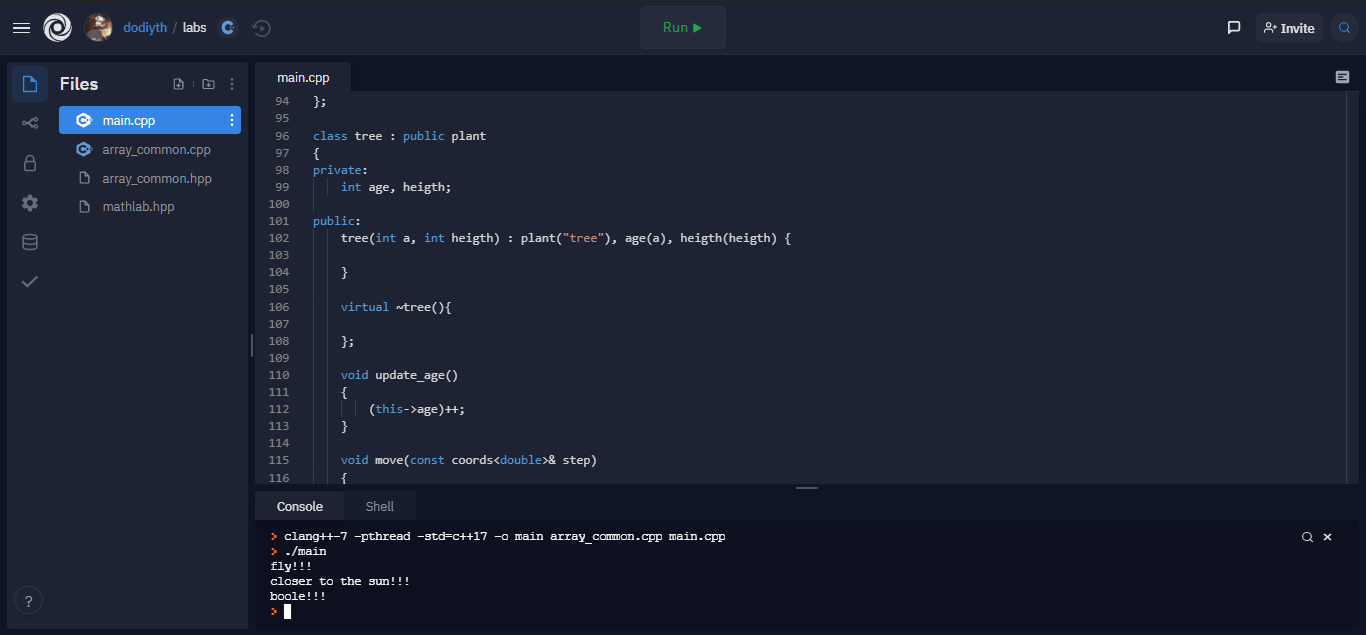 dodiyth / labs
Run
Invite
Files
main.cpp
array_common.cpp
array_common.hpp
mathlab.hpp
?
main.cpp
94 };
95
96 class tree : public plant
97 {
98 private:
99 int age, heigth;
100
101 public:
102 tree(int a, int heigth) : plant("tree"), age(a), heigth(heigth) {
103
104 }
105
106 virtual ~tree(){
107
108 };
109
110 void update_age()
111 {
112 (this->age)++;
113 }
114
115 void move(const coords<double>& step)
116 {
Console Shell
> clang++-7 -pthread -std=c++17 -o main array_common.cpp main.cpp
> ./main
fly!!!
closer to the sun!!!
boole!!!
>